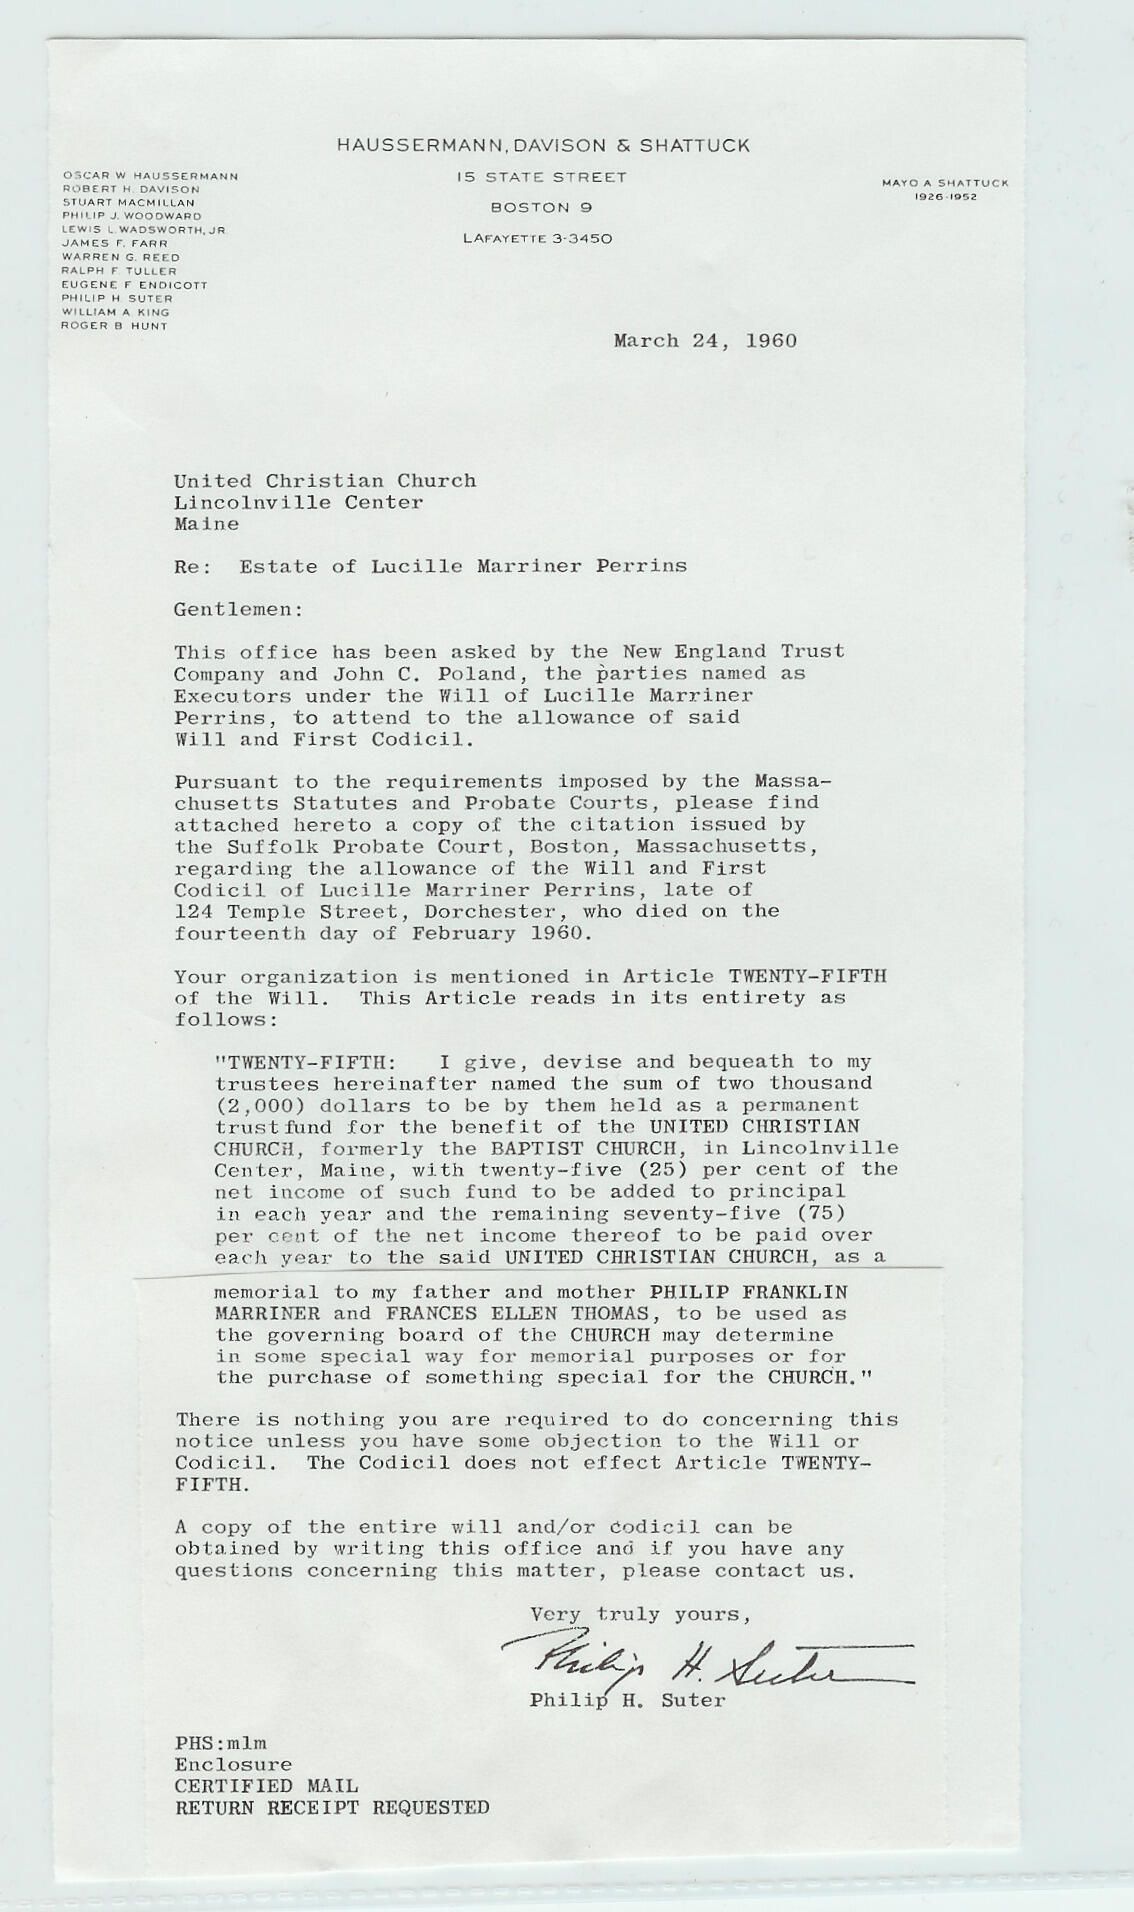 HAUSSERMANN, DAVISON & SHATTUCK
15 STATE STREET
BOSTON 9
LAFAYETTE 3-3450
OSCAR W HAUSSERMANN
ROBERT H. DAVISON
STUART MACMILLAN
PHILIP J. WOODWARD
LEWIS L. WADSWORTH, JR
JAMES F. FARR
WARREN G. REED
RALPH F TULLER
EUGENE F ENDICOTT
PHILIP H. SUTER
WILLIAM A. KING
ROGER B HUNT
MAYO A SHATTUCK
1926-1952
March 24, 1960
United Christian Church
Lincolnville Center
Maine
Re: Estate of Lucille Marriner Perrins
Gentlemen:
This office has been asked by the New England Trust
Company and John C. Poland, the parties named as
Executors under the Will of Lucille Marriner
Perrins, to attend to the allowance of said
Will and First Codicil.
Pursuant to the requirements imposed by the Massa-
chusetts Statutes and Probate Courts, please find
attached hereto a copy of the citation issued by
the Suffolk Probate Court, Boston, Massachusetts,
regarding the allowance of the Will and First
Codicil of Lucille Marriner Perrins, late of
124 Temple Street, Dorchester, who died on the
fourteenth day of February 1960.
Your organization is mentioned in Article TWENTY-FIFTH
of the Will. This Article reads in its entirety as
follows:
"TWENTY-FIFTH: I give, devise and bequeath to my
trustees hereinafter named the sum of two thousand
(2,000) dollars to be by them held as a permanent
trust fund for the benefit of the UNITED CHRISTIAN
CHURCH, formerly the BAPTIST CHURCH, in Lincolnville
Center, Maine, with twenty-five (25) per cent of the
net income of such fund to be added to principal
in each year and the remaining seventy-five (75)
per cent of the net income thereof to be paid over
each year to the said UNITED CHRISTIAN CHURCH, as a
memorial to my father and mother PHILIP FRANKLIN
MARRINER and FRANCES ELLEN THOMAS, to be used as
the governing board of the CHURCH may determine
in some special way for memorial purposes or for
the purchase of something special for the CHURCH."
There is nothing you are required to do concerning this
notice unless you have some objection to the Will or
Codicil. The Codicil does not effect Article TWENTY-
FIFTH.
A copy of the entire will and/or codicil can be
obtained by writing this office and if you have any
questions concerning this matter, please contact us.
Very truly yours,
Philip H. Suter
Philip H. Suter
PHS:mlm
Enclosure
CERTIFIED MAIL
RETURN RECEIPT REQUESTED